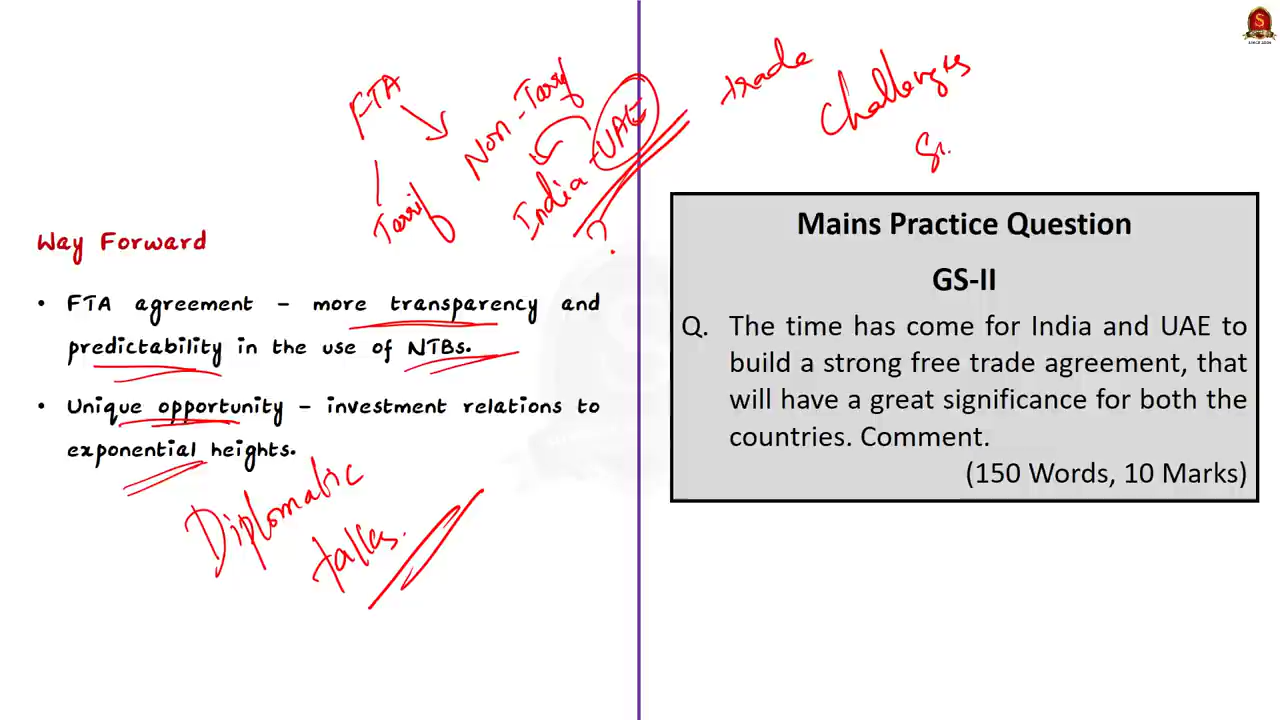 FTA
Tarif
Non-Tarif
India-UAE
?
trade
Challenges
Way Forward
• FTA agreement – more transparency and
predictability in the use of NTBs.
• Unique opportunity – investment relations to
exponential heights.
Diplomatic
talks.
Mains Practice Question
GS-II
Q. The time has come for India and UAE to
build a strong free trade agreement, that
will have a great significance for both the
countries. Comment.
(150 Words, 10 Marks)